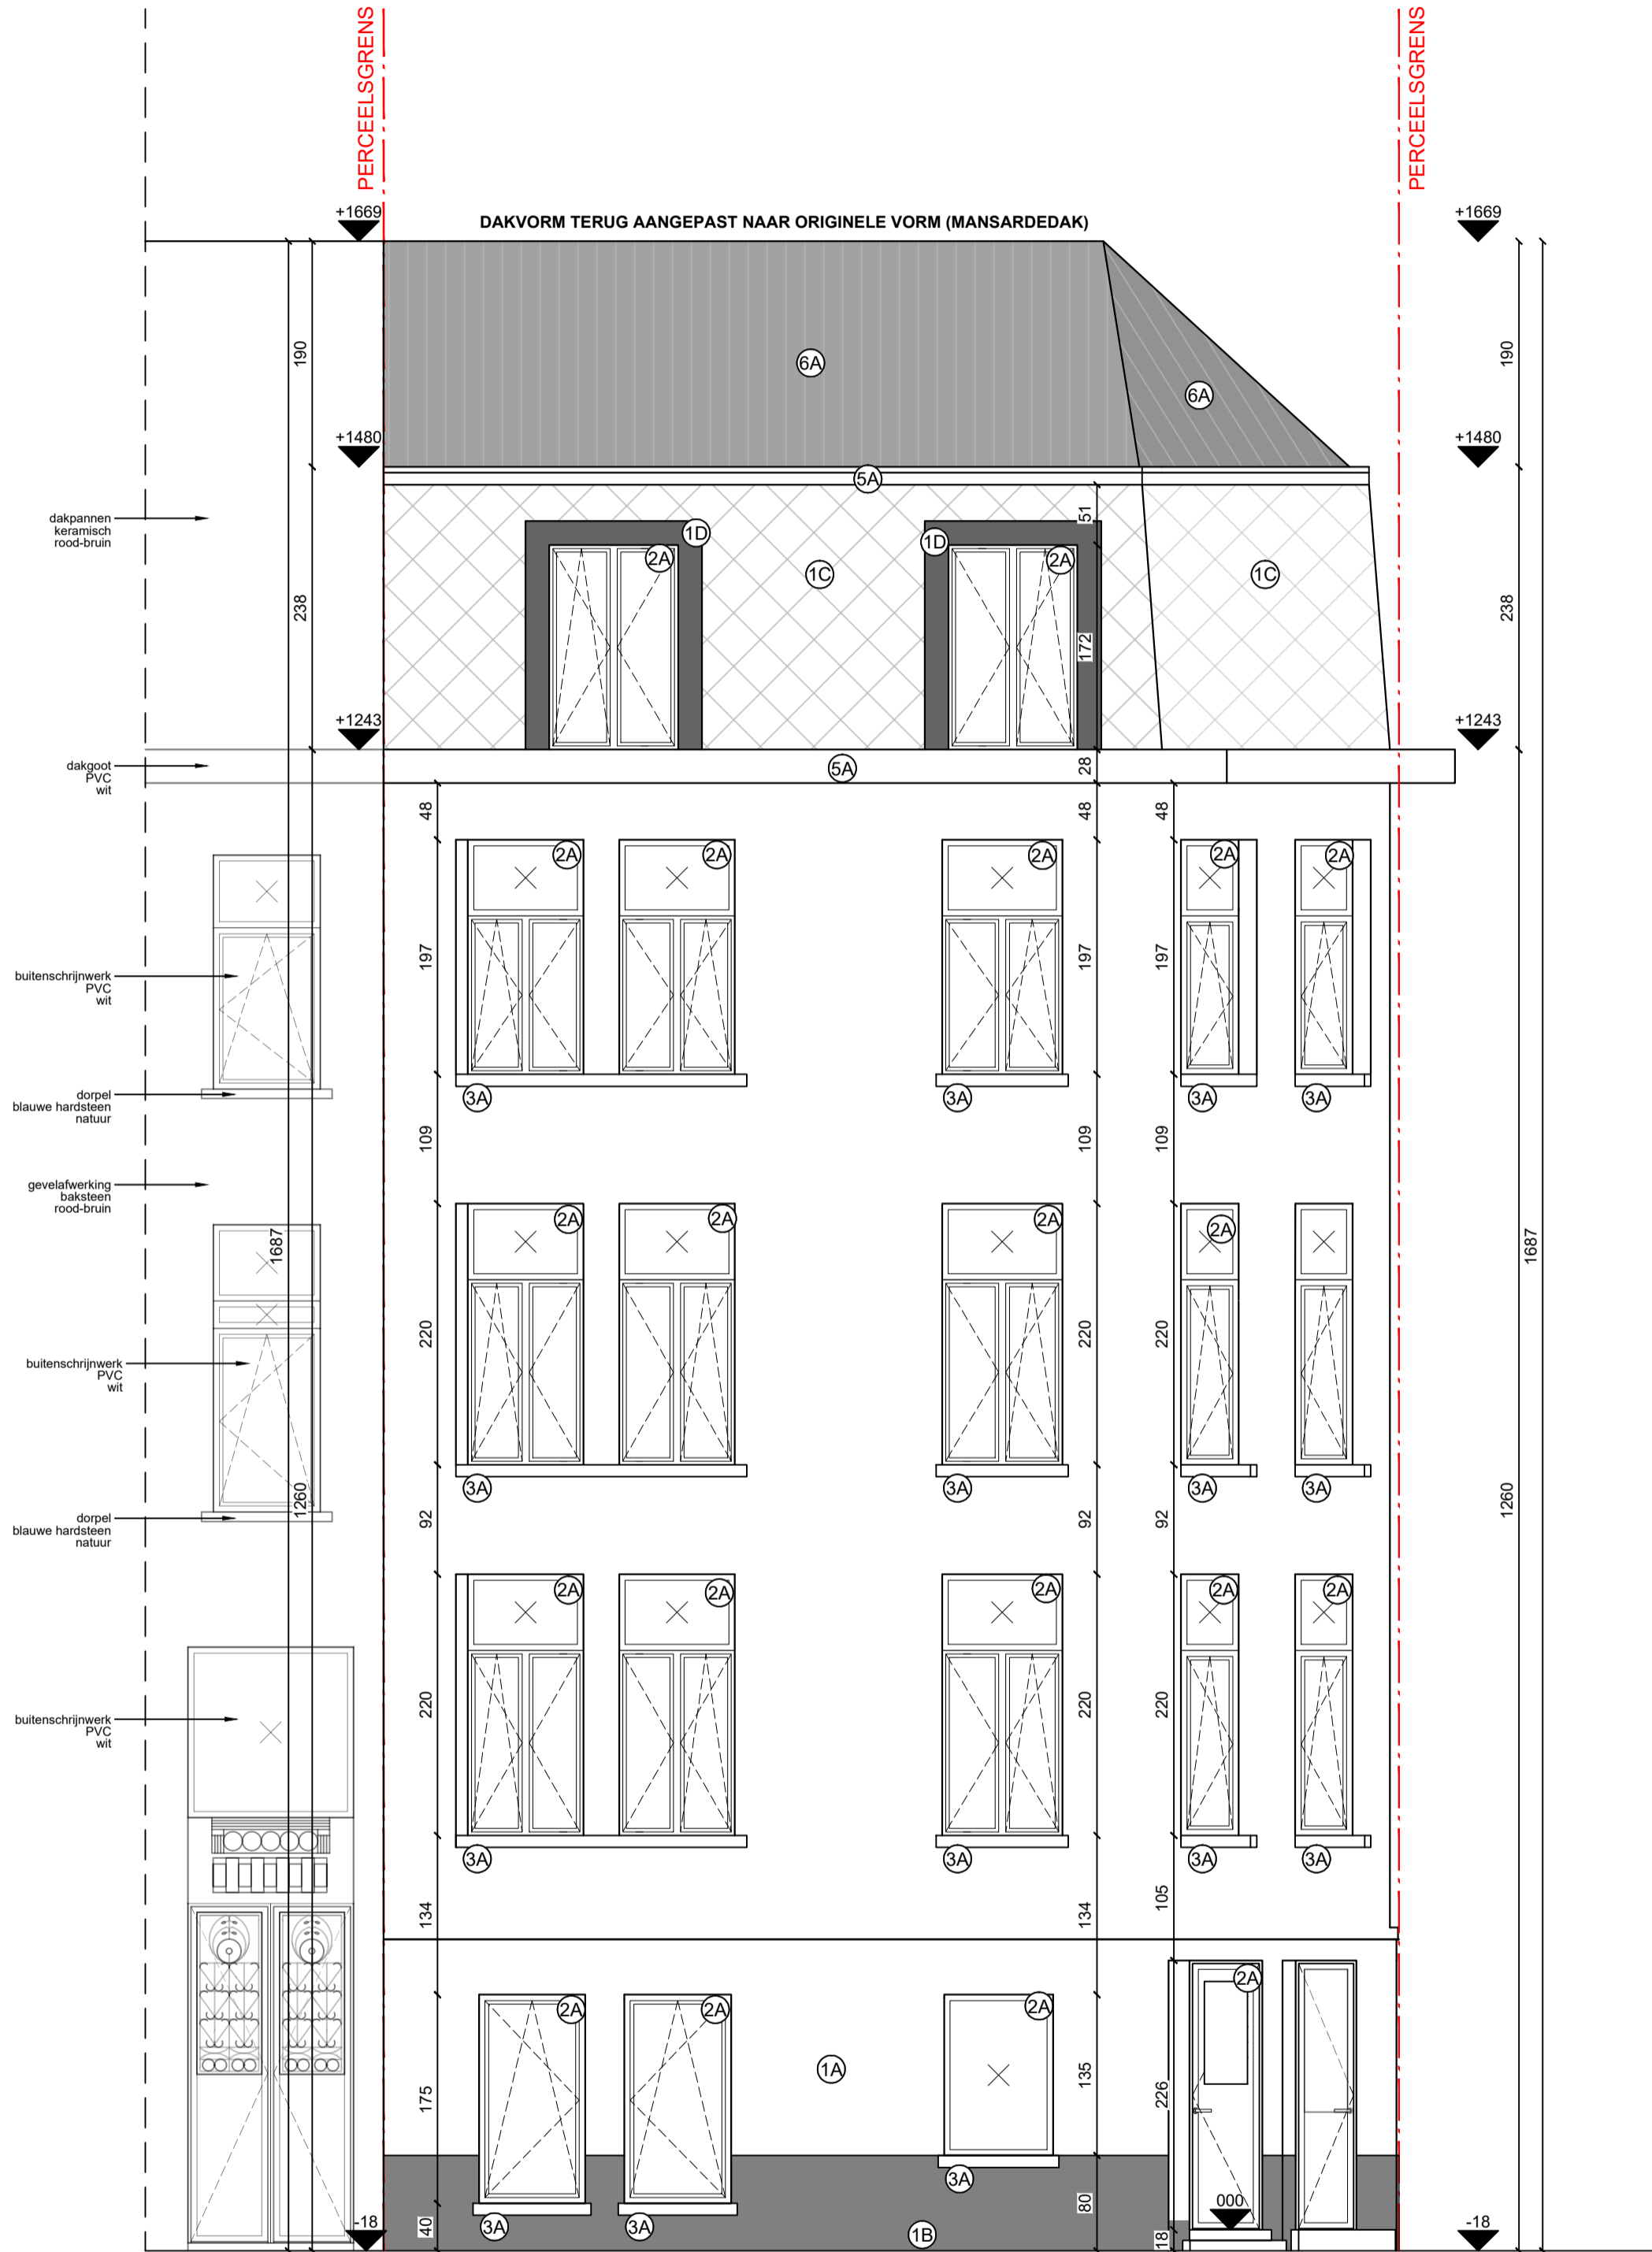 PERCEELSGRENS
PERCEELSGRENS
+1669
DAKVORM TERUG AANGEPAST NAAR ORIGINELE VORM (MANSARDEDAK)
+1669
190
6A
6A
190
+1480
+1480
5A
dakpannen
keramisch
rood-bruin
51
1D
1D
2A
2A
1C
1C
238
172
238
+1243
+1243
dakgoot
PVC
wit
5A
28
48
48
48
2A
2A
2A
2A
2A
buitenschrijnwerk
PVC
wit
197
197
197
dorpel
blauwe hardsteen
natuur
3A
3A
3A
3A
109
109
109
gevelafwerking
baksteen
rood-bruin
2A
2A
2A
2A
1687
1687
buitenschrijnwerk
PVC
wit
220
220
220
3A
3A
3A
3A
1260
1260
dorpel
blauwe hardsteen
natuur
92
92
92
2A
2A
2A
2A
2A
buitenschrijnwerk
PVC
wit
220
220
220
3A
3A
3A
3A
134
134
105
2A
2A
2A
2A
1A
175
135
226
3A
3A
3A
000
-18
40
1B
80
18
-18